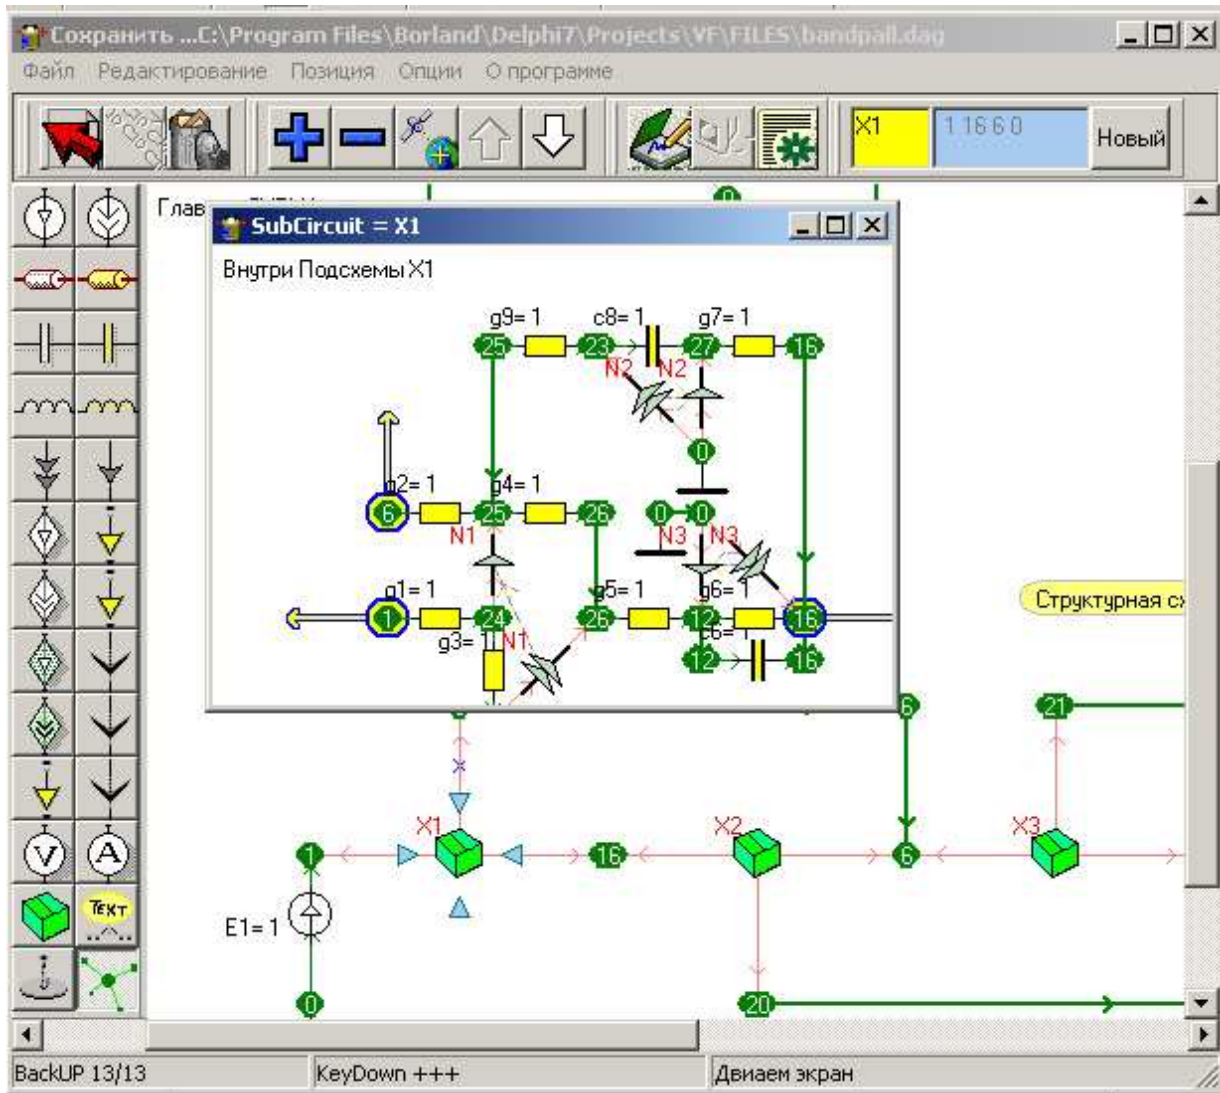 Сохранить ...C:\Program Files\Borland\Delphi7\Projects\VF\FILES\bandpall.dag
Файл Редактирование Позиция Опции О программе
X1 1 16 6 0 Новый
Глав
SubCircuit = X1
Внутри Подсхемы X1
g9= 1 c8= 1 g7= 1
25 23 27 16
N2 N2
0
g2= 1 g4= 1
6 25 26 0 0
N1 N3 N3
g1= 1 g5= 1 g6= 1
1 24 26 12 16
g3= 1 N1 c6= 1
12 16
Структурная сх
6 21
X1 X2 X3
1 16 6
TEXT
E1= 1
0 20
V A
BackUP 13/13 KeyDown +++ Двиаем экран